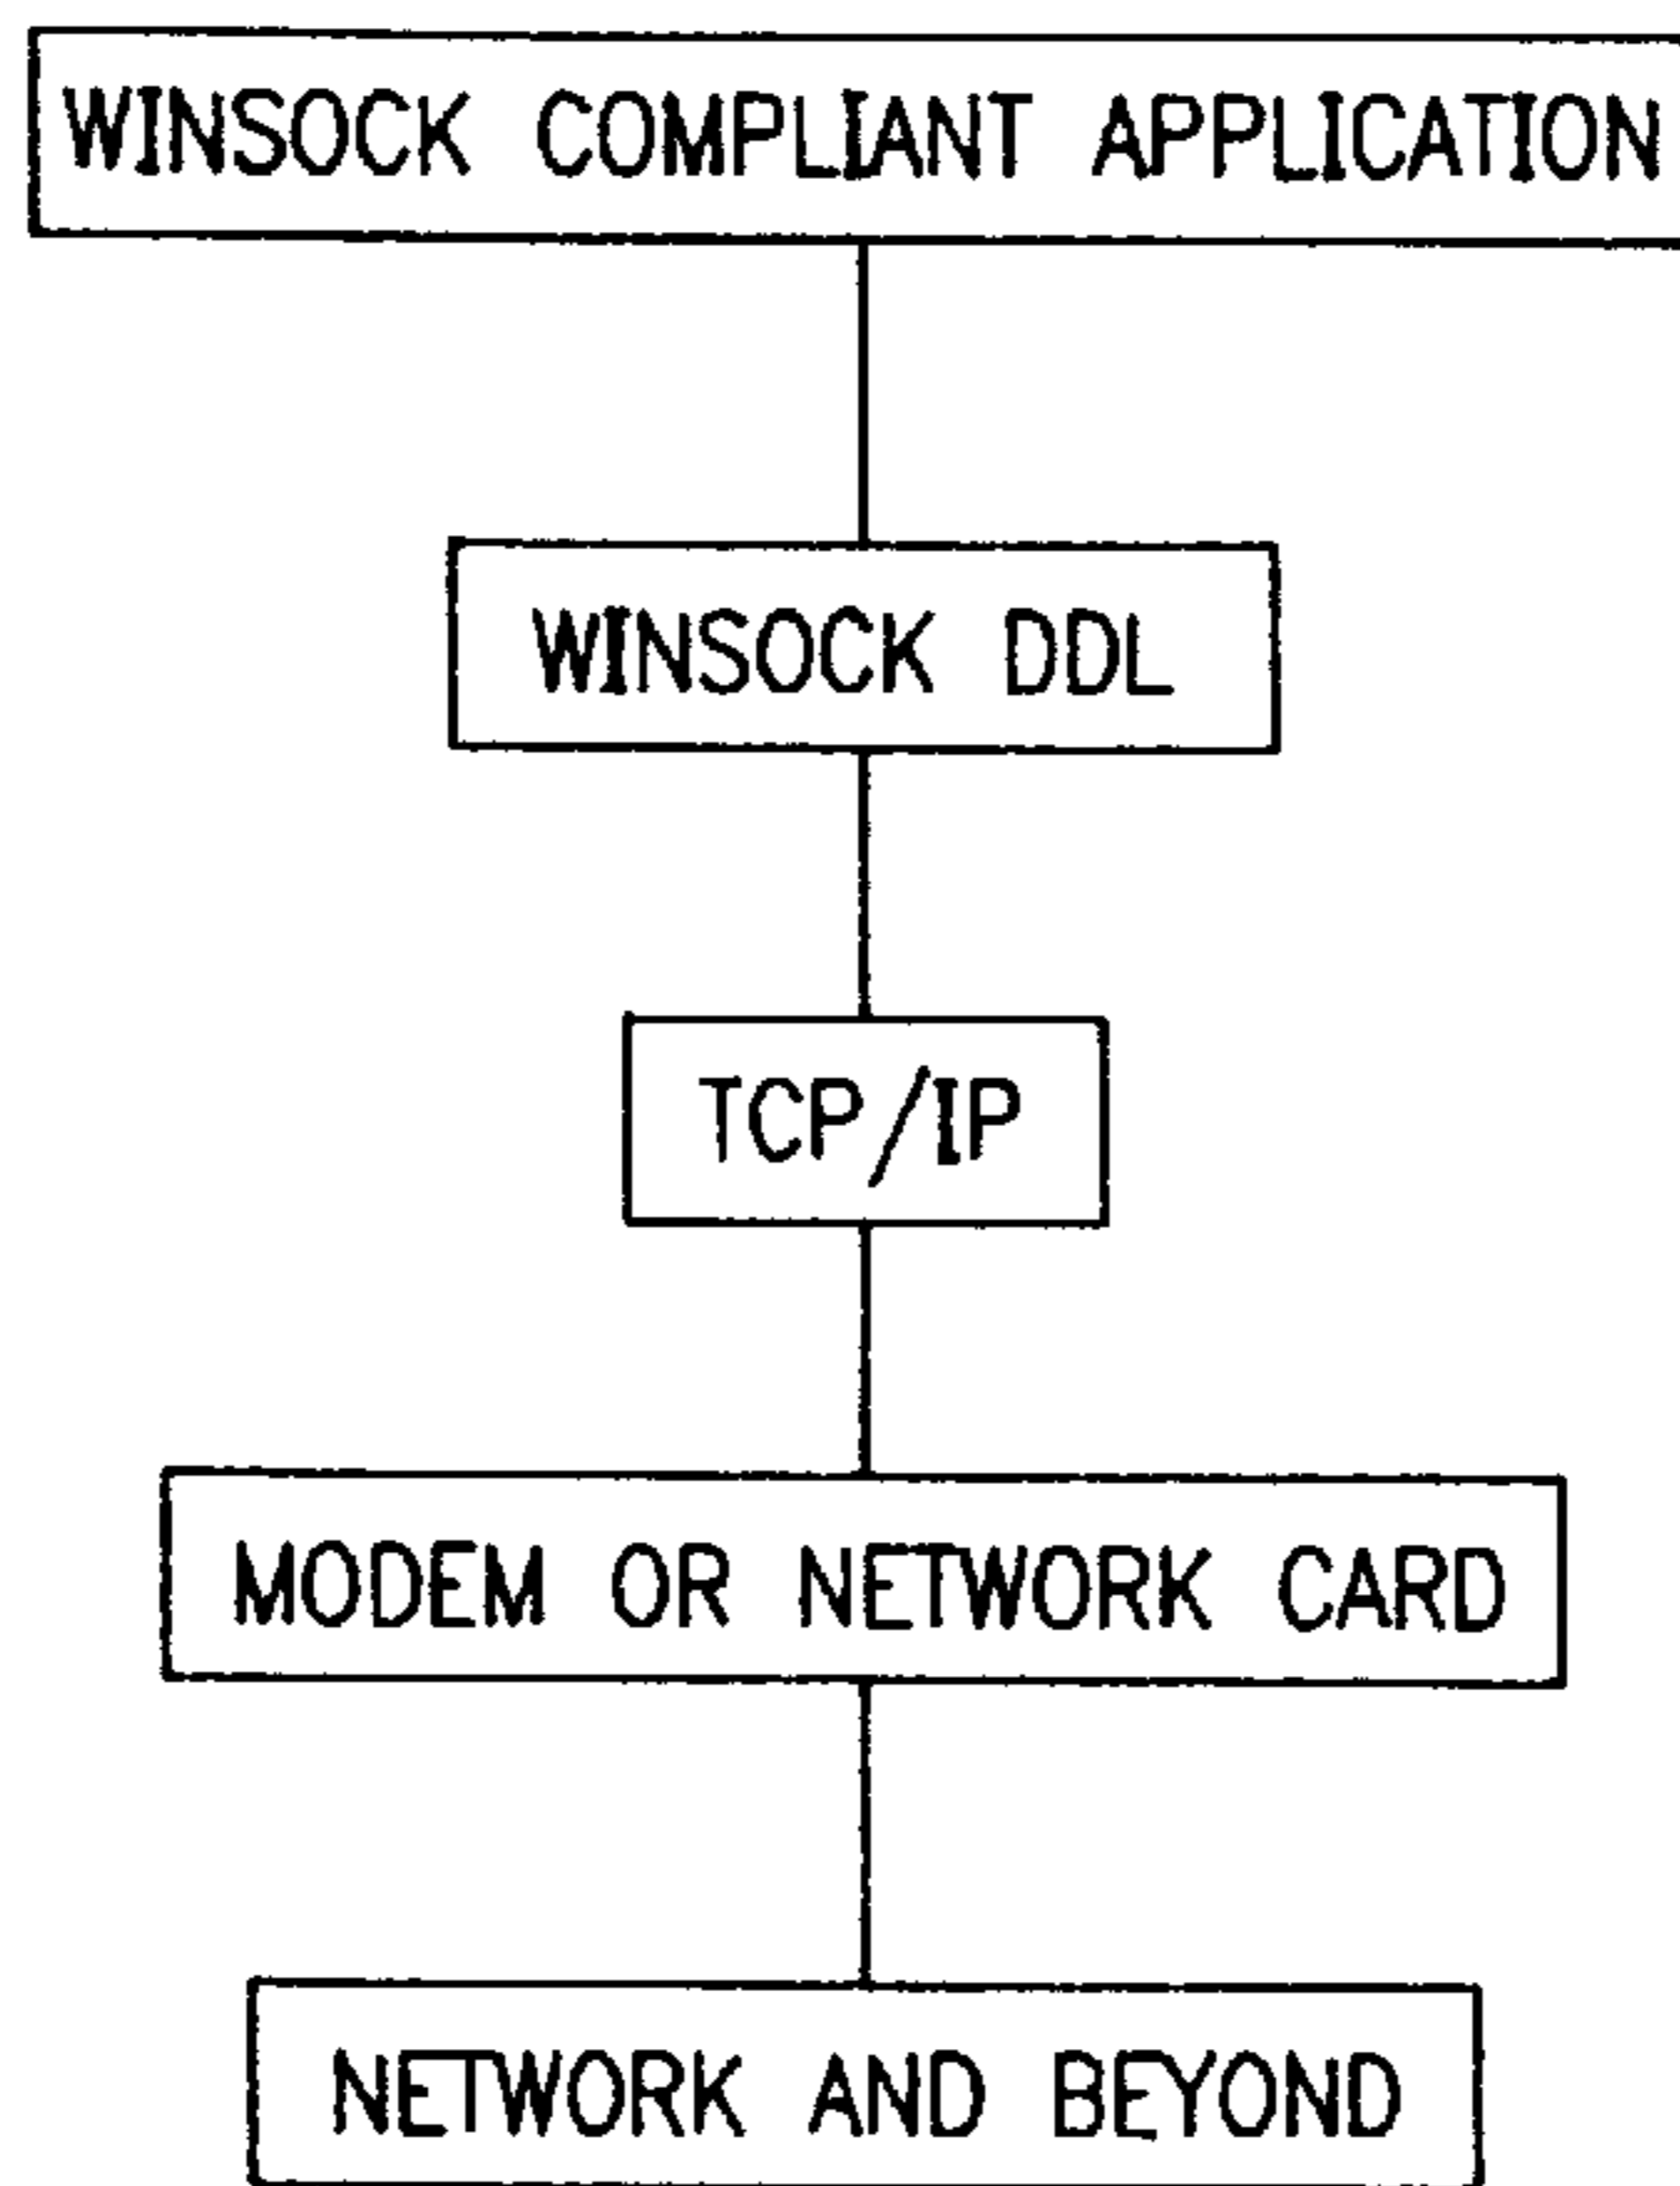 WINSOCK COMPLIANT APPLICATION
WINSOCK DDL
TCP/IP
MODEM OR NETWORK CARD
NETWORK AND BEYOND